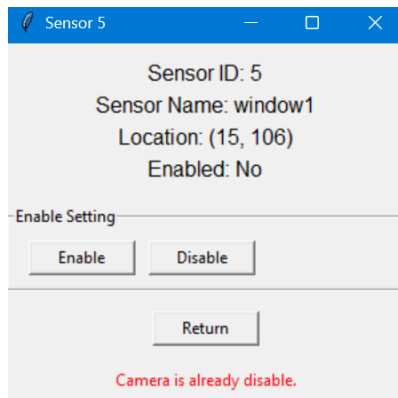 Sensor 5
Sensor ID: 5
Sensor Name: window1
Location: (15, 106)
Enabled: No
Enable Setting
Enable Disable
Return
Camera is already disable.